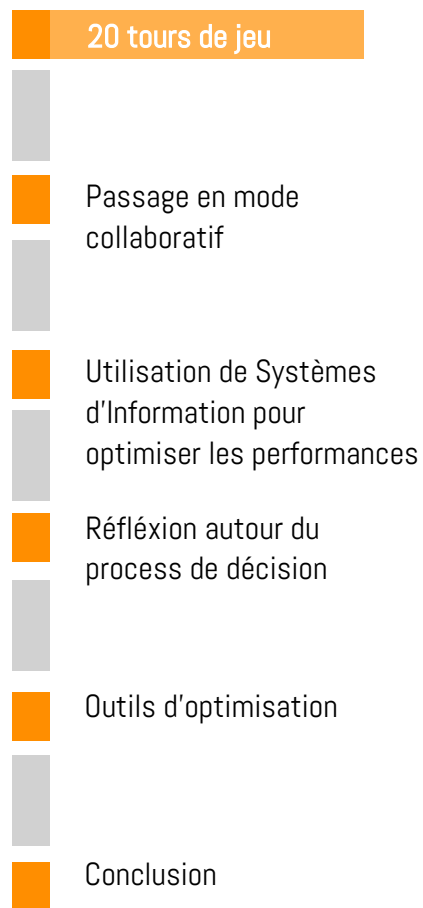 20 tours de jeu
Passage en mode
collaboratif
Utilisation de Systèmes
d'Information pour
optimiser les performances
Réfléxion autour du
process de décision
Outils d'optimisation
Conclusion